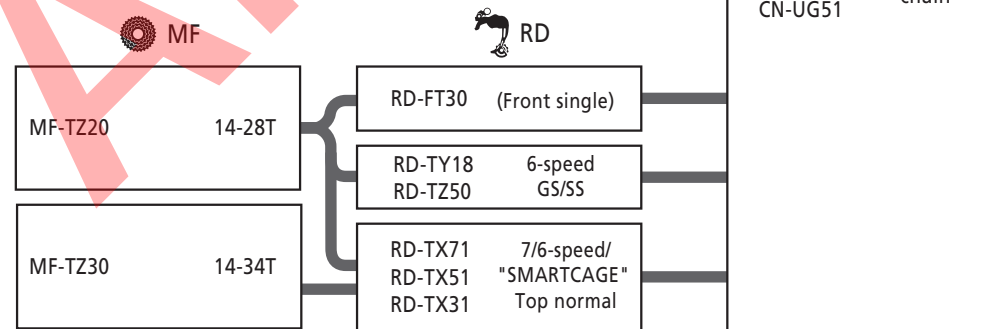 CN-UG51
chain
MF
RD
MF-TZ20 14-28T
RD-FT30 (Front single)
RD-TY18 6-speed
RD-TZ50 GS/SS
MF-TZ30 14-34T
RD-TX71 7/6-speed/
RD-TX51 "SMARTCAGE"
RD-TX31 Top normal